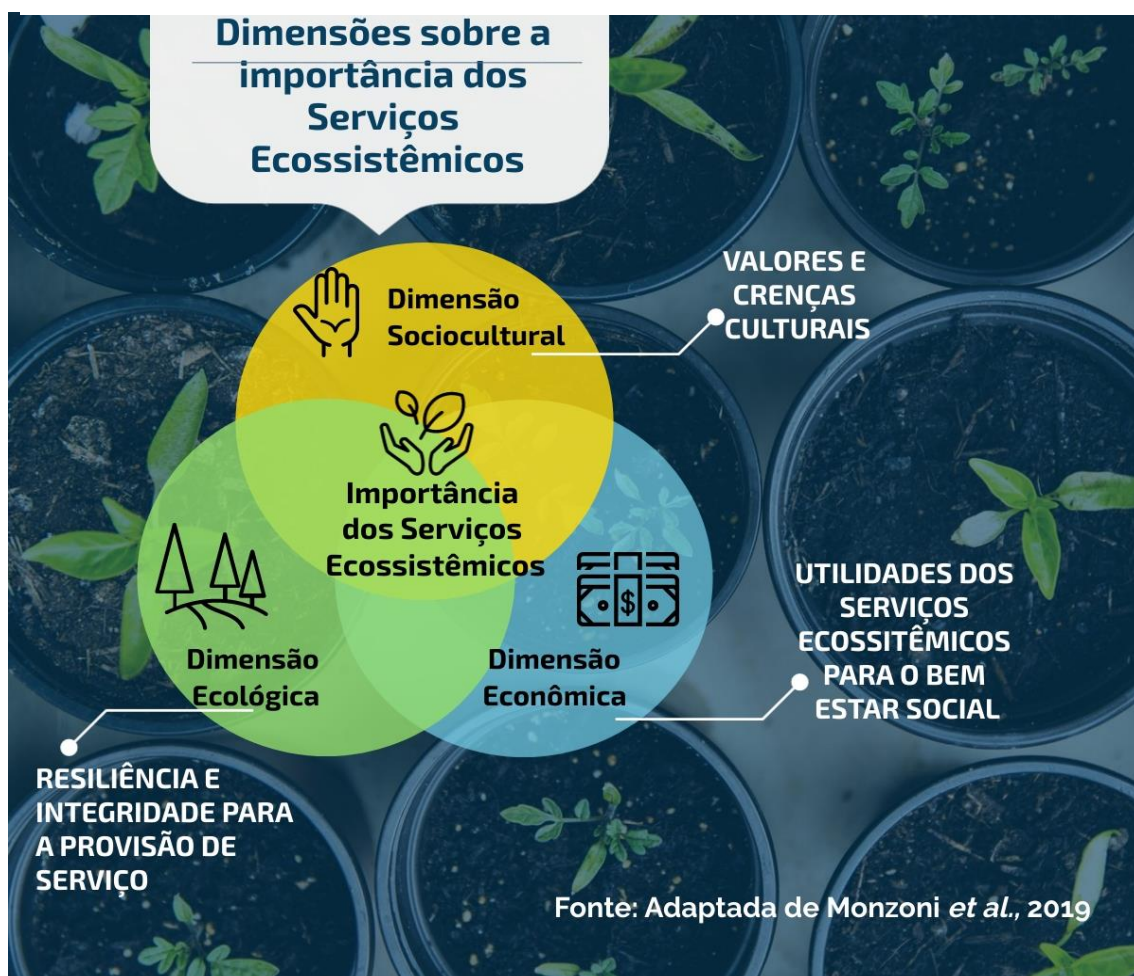 Dimensões sobre a
importância dos
Serviços
Ecossistêmicos
Dimensão
Sociocultural
VALORES E
CRENÇAS
CULTURAIS
Importância
dos Serviços
Ecossistêmicos
$
Dimensão
Ecológica
Dimensão
Econômica
UTILIDADES DOS
SERVIÇOS
ECOSSITÊMICOS
PARA O BEM
ESTAR SOCIAL
RESILIÊNCIA E
INTEGRIDADE PARA
A PROVISÃO DE
SERVIÇO
Fonte: Adaptada de Monzoni et al., 2019